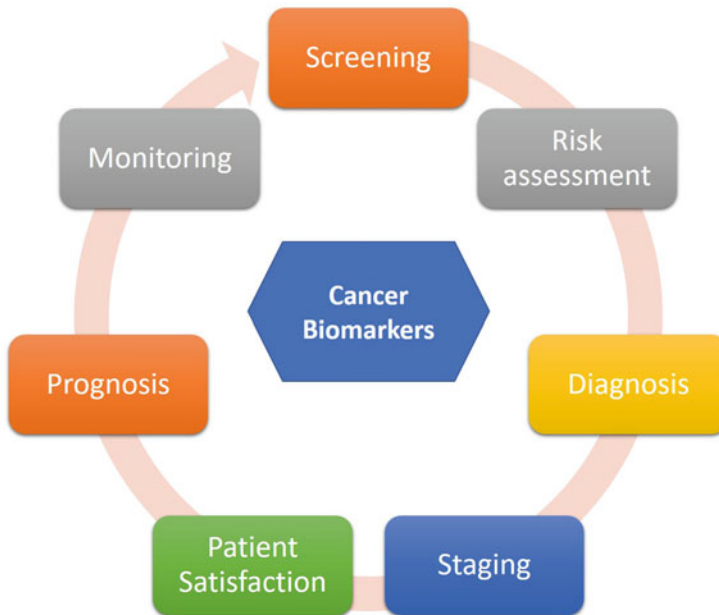 Screening
Risk
assessment
Diagnosis
Staging
Patient
Satisfaction
Prognosis
Monitoring
Cancer
Biomarkers